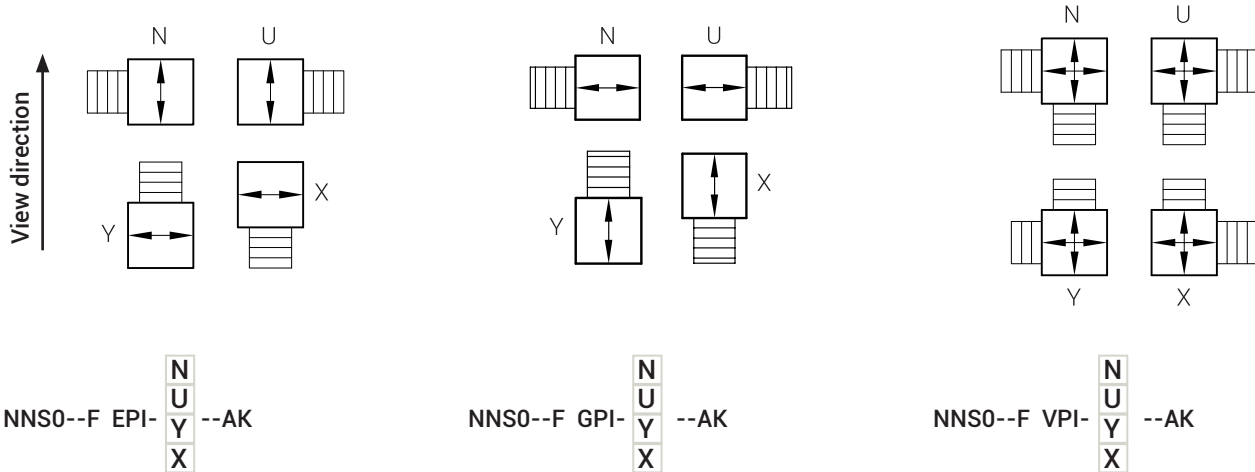 View direction
N U
Y X
N U
Y X
N U
Y X
NNS0--F EPI- N U Y X --AK
NNS0--F GPI- N U Y X --AK
NNS0--F VPI- N U Y X --AK